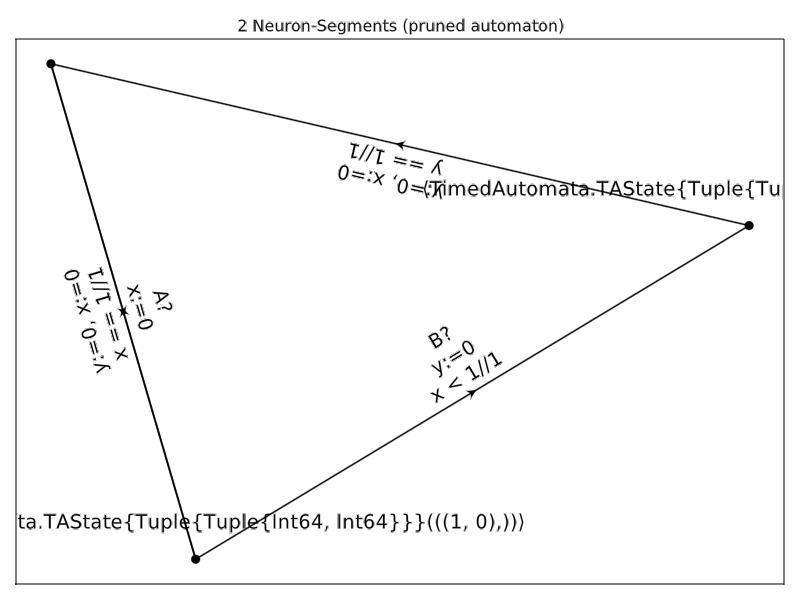 2 Neuron-Segments (pruned automaton)
y:=0, x:=0
y == 1//1
(TimedAutomata.TAState{Tuple{Tu
y:=0, x:=0
x == 1//1
A?
x:=0
B?
y:=0
x < 1//1
ta.TAState{Tuple{Tuple{Int64, Int64}}}(((1, 0),)))